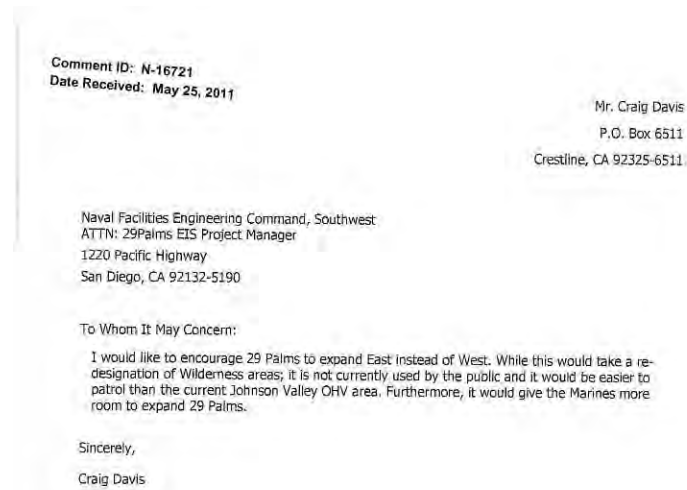 Comment ID: N-16721
Date Received: May 25, 2011
Mr. Craig Davis
P.O. Box 6511
Crestline, CA 92325-6511
Naval Facilities Engineering Command, Southwest
ATTN: 29Palms EIS Project Manager
1220 Pacific Highway
San Diego, CA 92132-5190
To Whom It May Concern:
I would like to encourage 29 Palms to expand East instead of West. While this would take a re-
designation of Wilderness areas; it is not currently used by the public and it would be easier to
patrol than the current Johnson Valley OHV area. Furthermore, it would give the Marines more
room to expand 29 Palms.
Sincerely,
Craig Davis